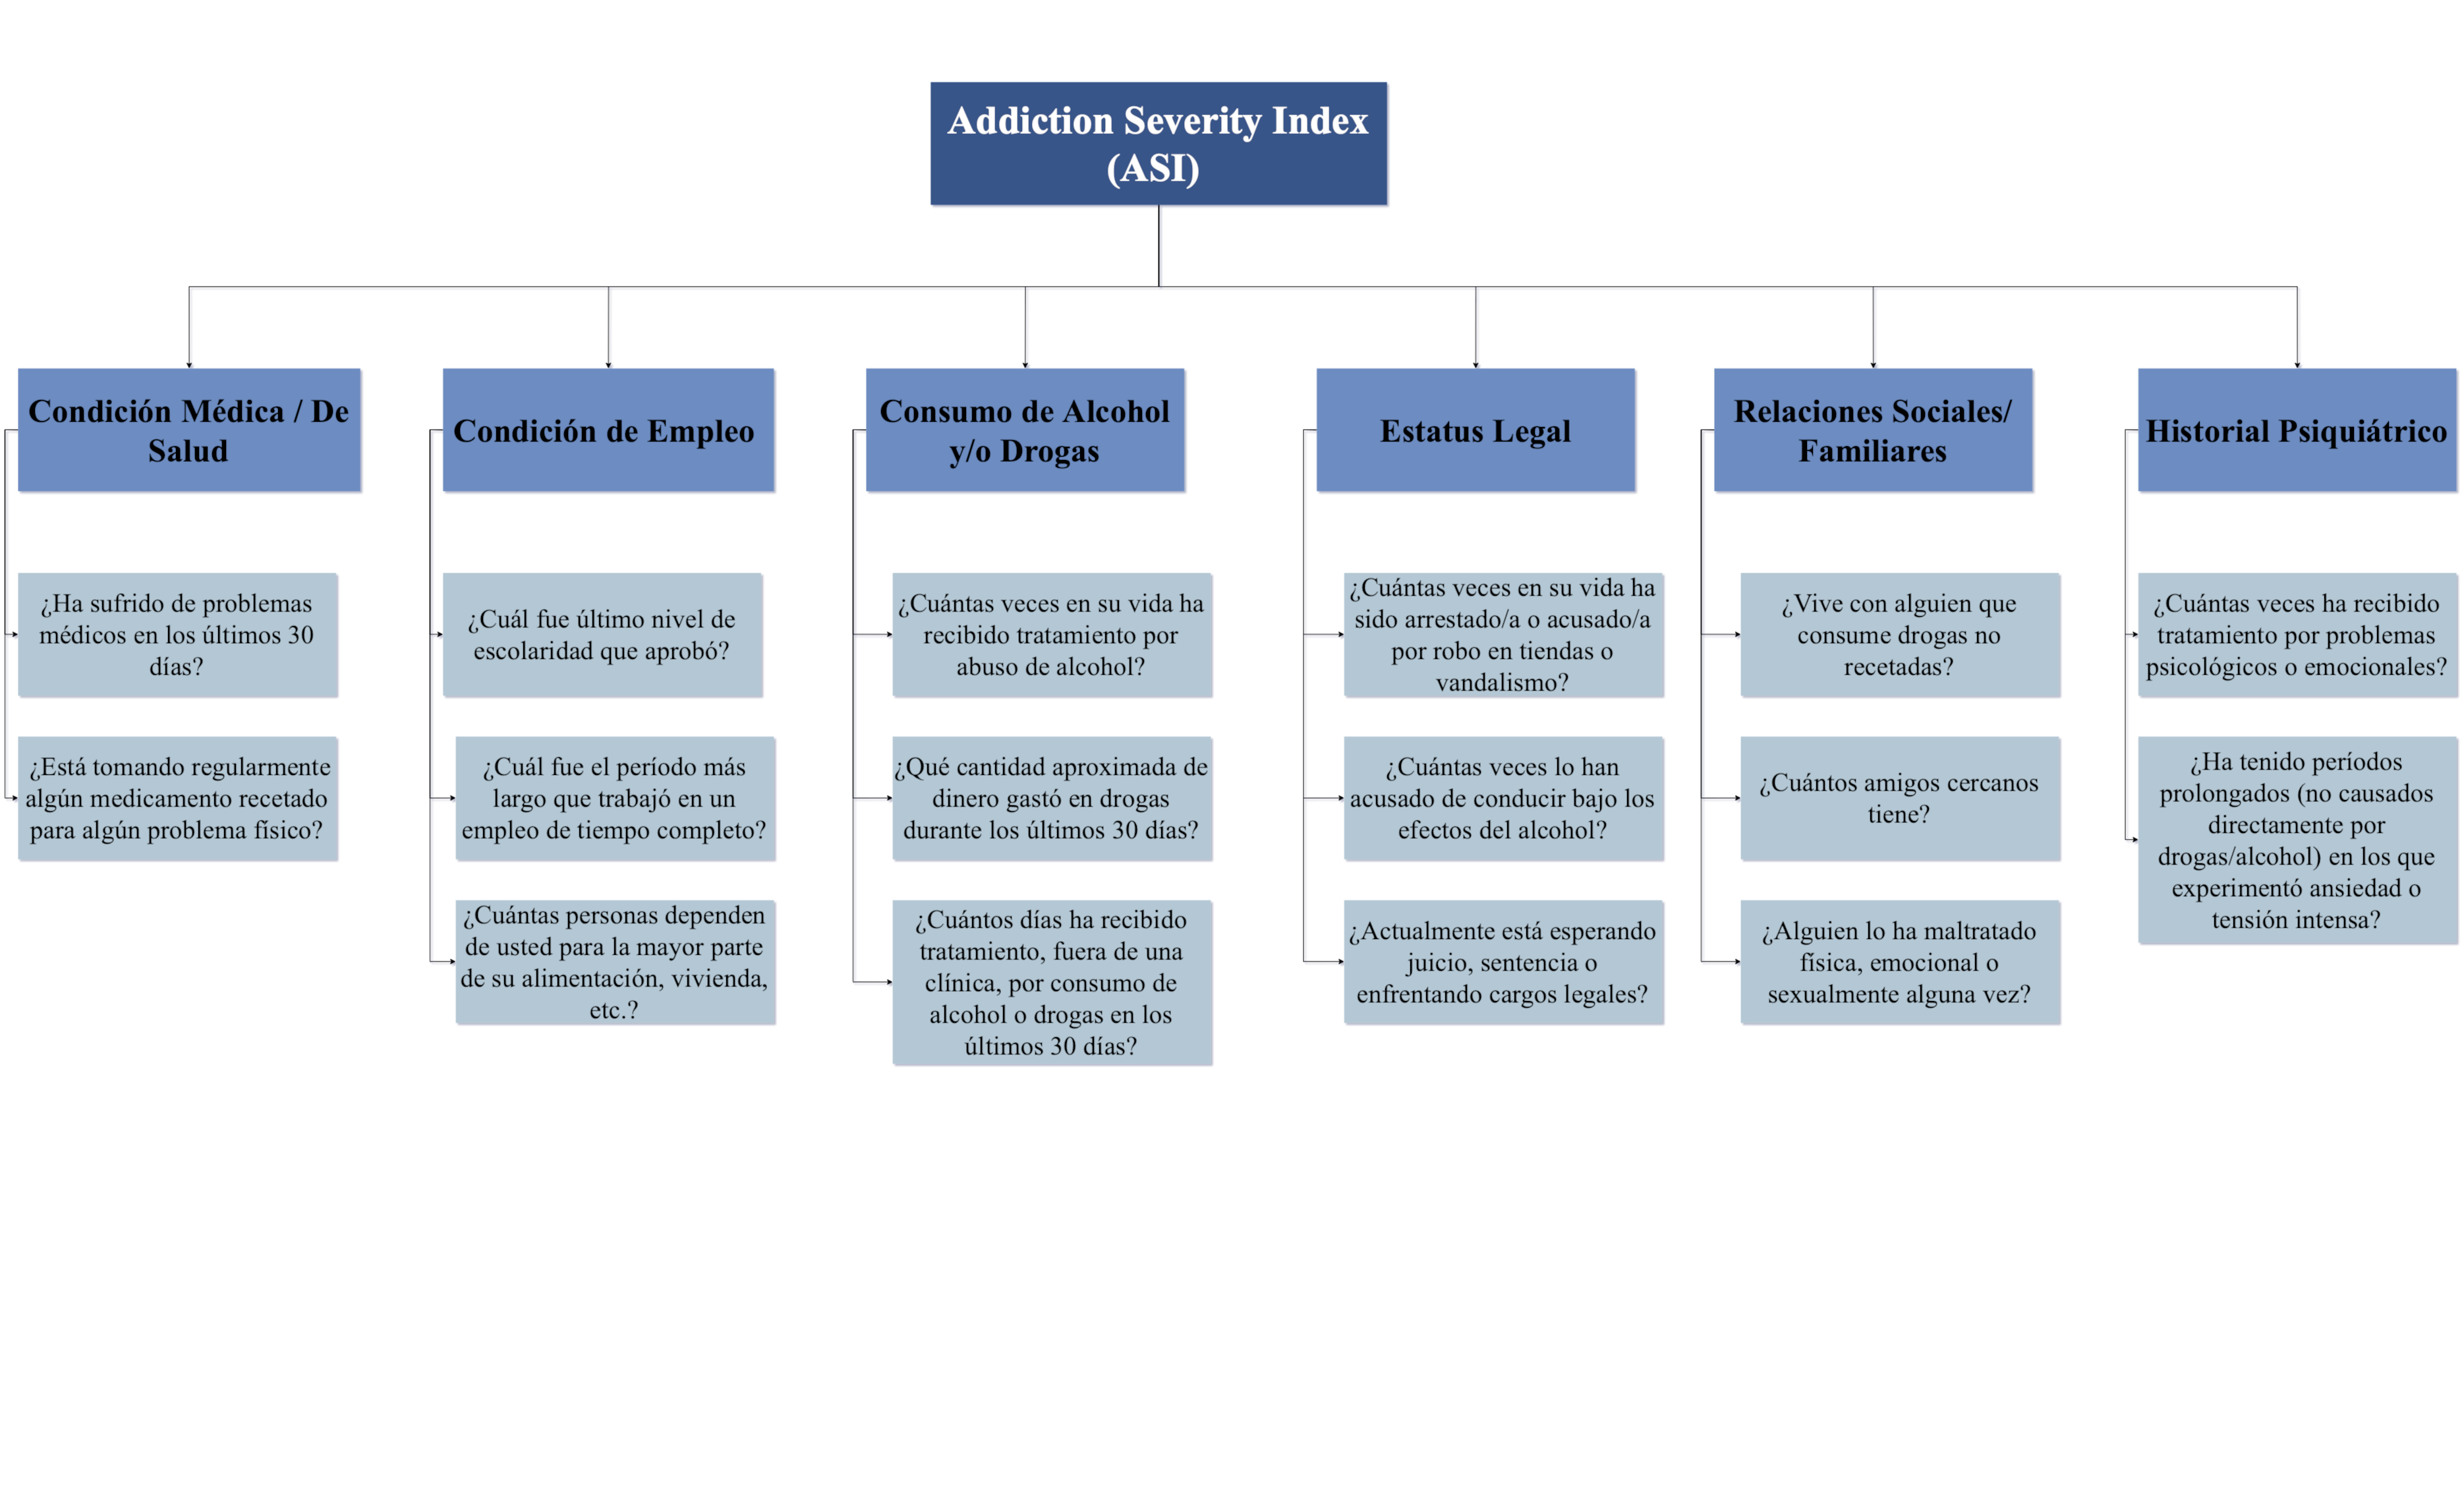 Addiction Severity Index
(ASI)
Condición Médica / De
Salud
¿Ha sufrido de problemas
médicos en los últimos 30
días?
¿Está tomando regularmente
algún medicamento recetado
para algún problema físico?
Condición de Empleo
¿Cuál fue último nivel de
escolaridad que aprobó?
¿Cuál fue el período más
largo que trabajó en un
empleo de tiempo completo?
¿Cuántas personas dependen
de usted para la mayor parte
de su alimentación, vivienda,
etc.?
Consumo de Alcohol
y/o Drogas
¿Cuántas veces en su vida ha
recibido tratamiento por
abuso de alcohol?
¿Qué cantidad aproximada de
dinero gastó en drogas
durante los últimos 30 días?
¿Cuántos días ha recibido
tratamiento, fuera de una
clínica, por consumo de
alcohol o drogas en los
últimos 30 días?
Estatus Legal
¿Cuántas veces en su vida ha
sido arrestado/a o acusado/a
por robo en tiendas o
vandalismo?
¿Cuántas veces lo han
acusado de conducir bajo los
efectos del alcohol?
¿Actualmente está esperando
juicio, sentencia o
enfrentando cargos legales?
Relaciones Sociales/
Familiares
¿Vive con alguien que
consume drogas no
recetadas?
¿Cuántos amigos cercanos
tiene?
¿Alguien lo ha maltratado
física, emocional o
sexualmente alguna vez?
Historial Psiquiátrico
¿Cuántas veces ha recibido
tratamiento por problemas
psicológicos o emocionales?
¿Ha tenido períodos
prolongados (no causados
directamente por
drogas/alcohol) en los que
experimentó ansiedad o
tensión intensa?